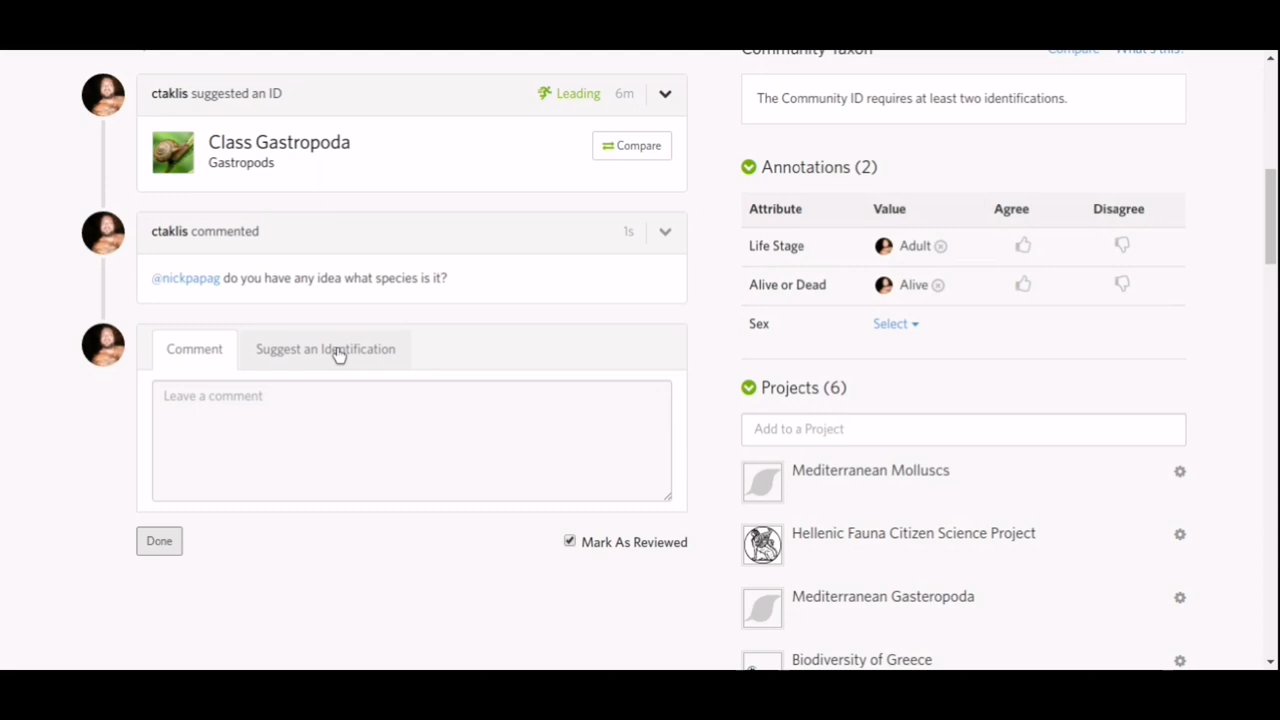 Community Taxon
Compare What's this?
ctaklis suggested an ID
Leading 6m
Class Gastropoda
Gastropods
Compare
ctaklis commented 1s
@nickpapag do you have any idea what species is it?
Comment Suggest an Identification
Leave a comment
Done
Mark As Reviewed
The Community ID requires at least two identifications.
Annotations (2)
Attribute Value Agree Disagree
Life Stage Adult
Alive or Dead Alive
Sex Select
Projects (6)
Add to a Project
Mediterranean Molluscs
Hellenic Fauna Citizen Science Project
Mediterranean Gasteropoda
Biodiversity of Greece